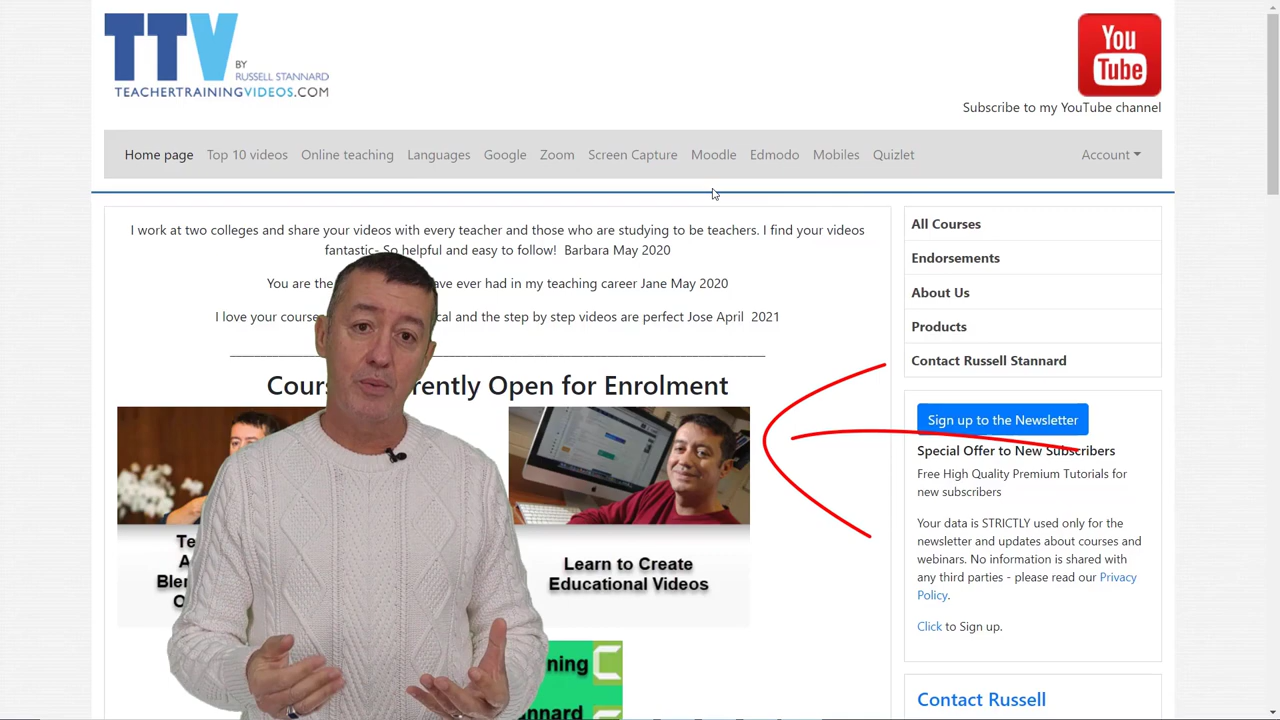 TTV
BY
RUSSELL STANNARD
TEACHERTRAININGVIDEOS.COM
You
Tube
Subscribe to my YouTube channel
Home page Top 10 videos Online teaching Languages Google Zoom Screen Capture Moodle Edmodo Mobiles Quizlet Account
I work at two colleges and share your videos with every teacher and those who are studying to be teachers. I find your videos
fantastic- So helpful and easy to follow! Barbara May 2020
You are the ave ever had in my teaching career Jane May 2020
I love your course cal and the step by step videos are perfect Jose April 2021
Cour rently Open for Enrolment
Te
A
Ble
O
Learn to Create
Educational Videos
ning
nnard
All Courses
Endorsements
About Us
Products
Contact Russell Stannard
Sign up to the Newsletter
Special Offer to New Subscribers
Free High Quality Premium Tutorials for
new subscribers
Your data is STRICTLY used only for the
newsletter and updates about courses and
webinars. No information is shared with
any third parties - please read our Privacy
Policy.
Click to Sign up.
Contact Russell